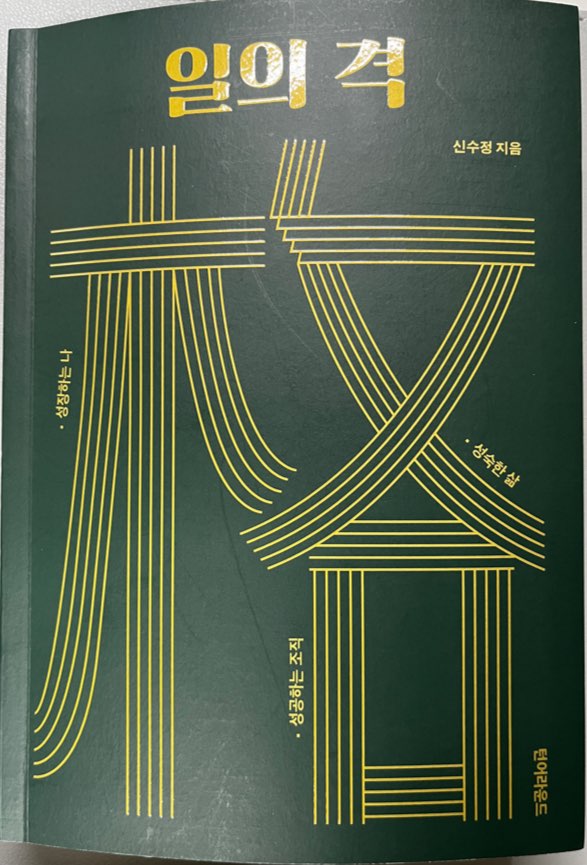 일의 격
신수정 지음
格
· 성장하는 나
· 성숙한 삶
· 성공하는 조직
턴어라운드